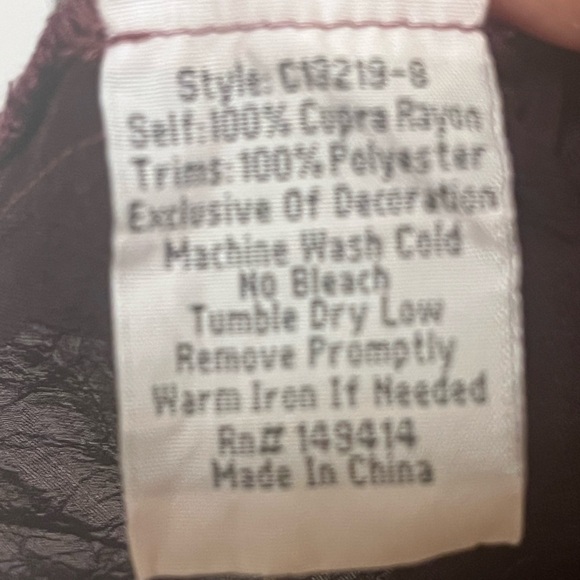 Style: C13219-8
Self:100% Cupra Rayon
Trims:100% Polyester
Exclusive Of Decoration
Machine Wash Cold
No Bleach
Tumble Dry Low
Remove Promptly
Warm Iron If Needed
Rn# 149414
Made In China